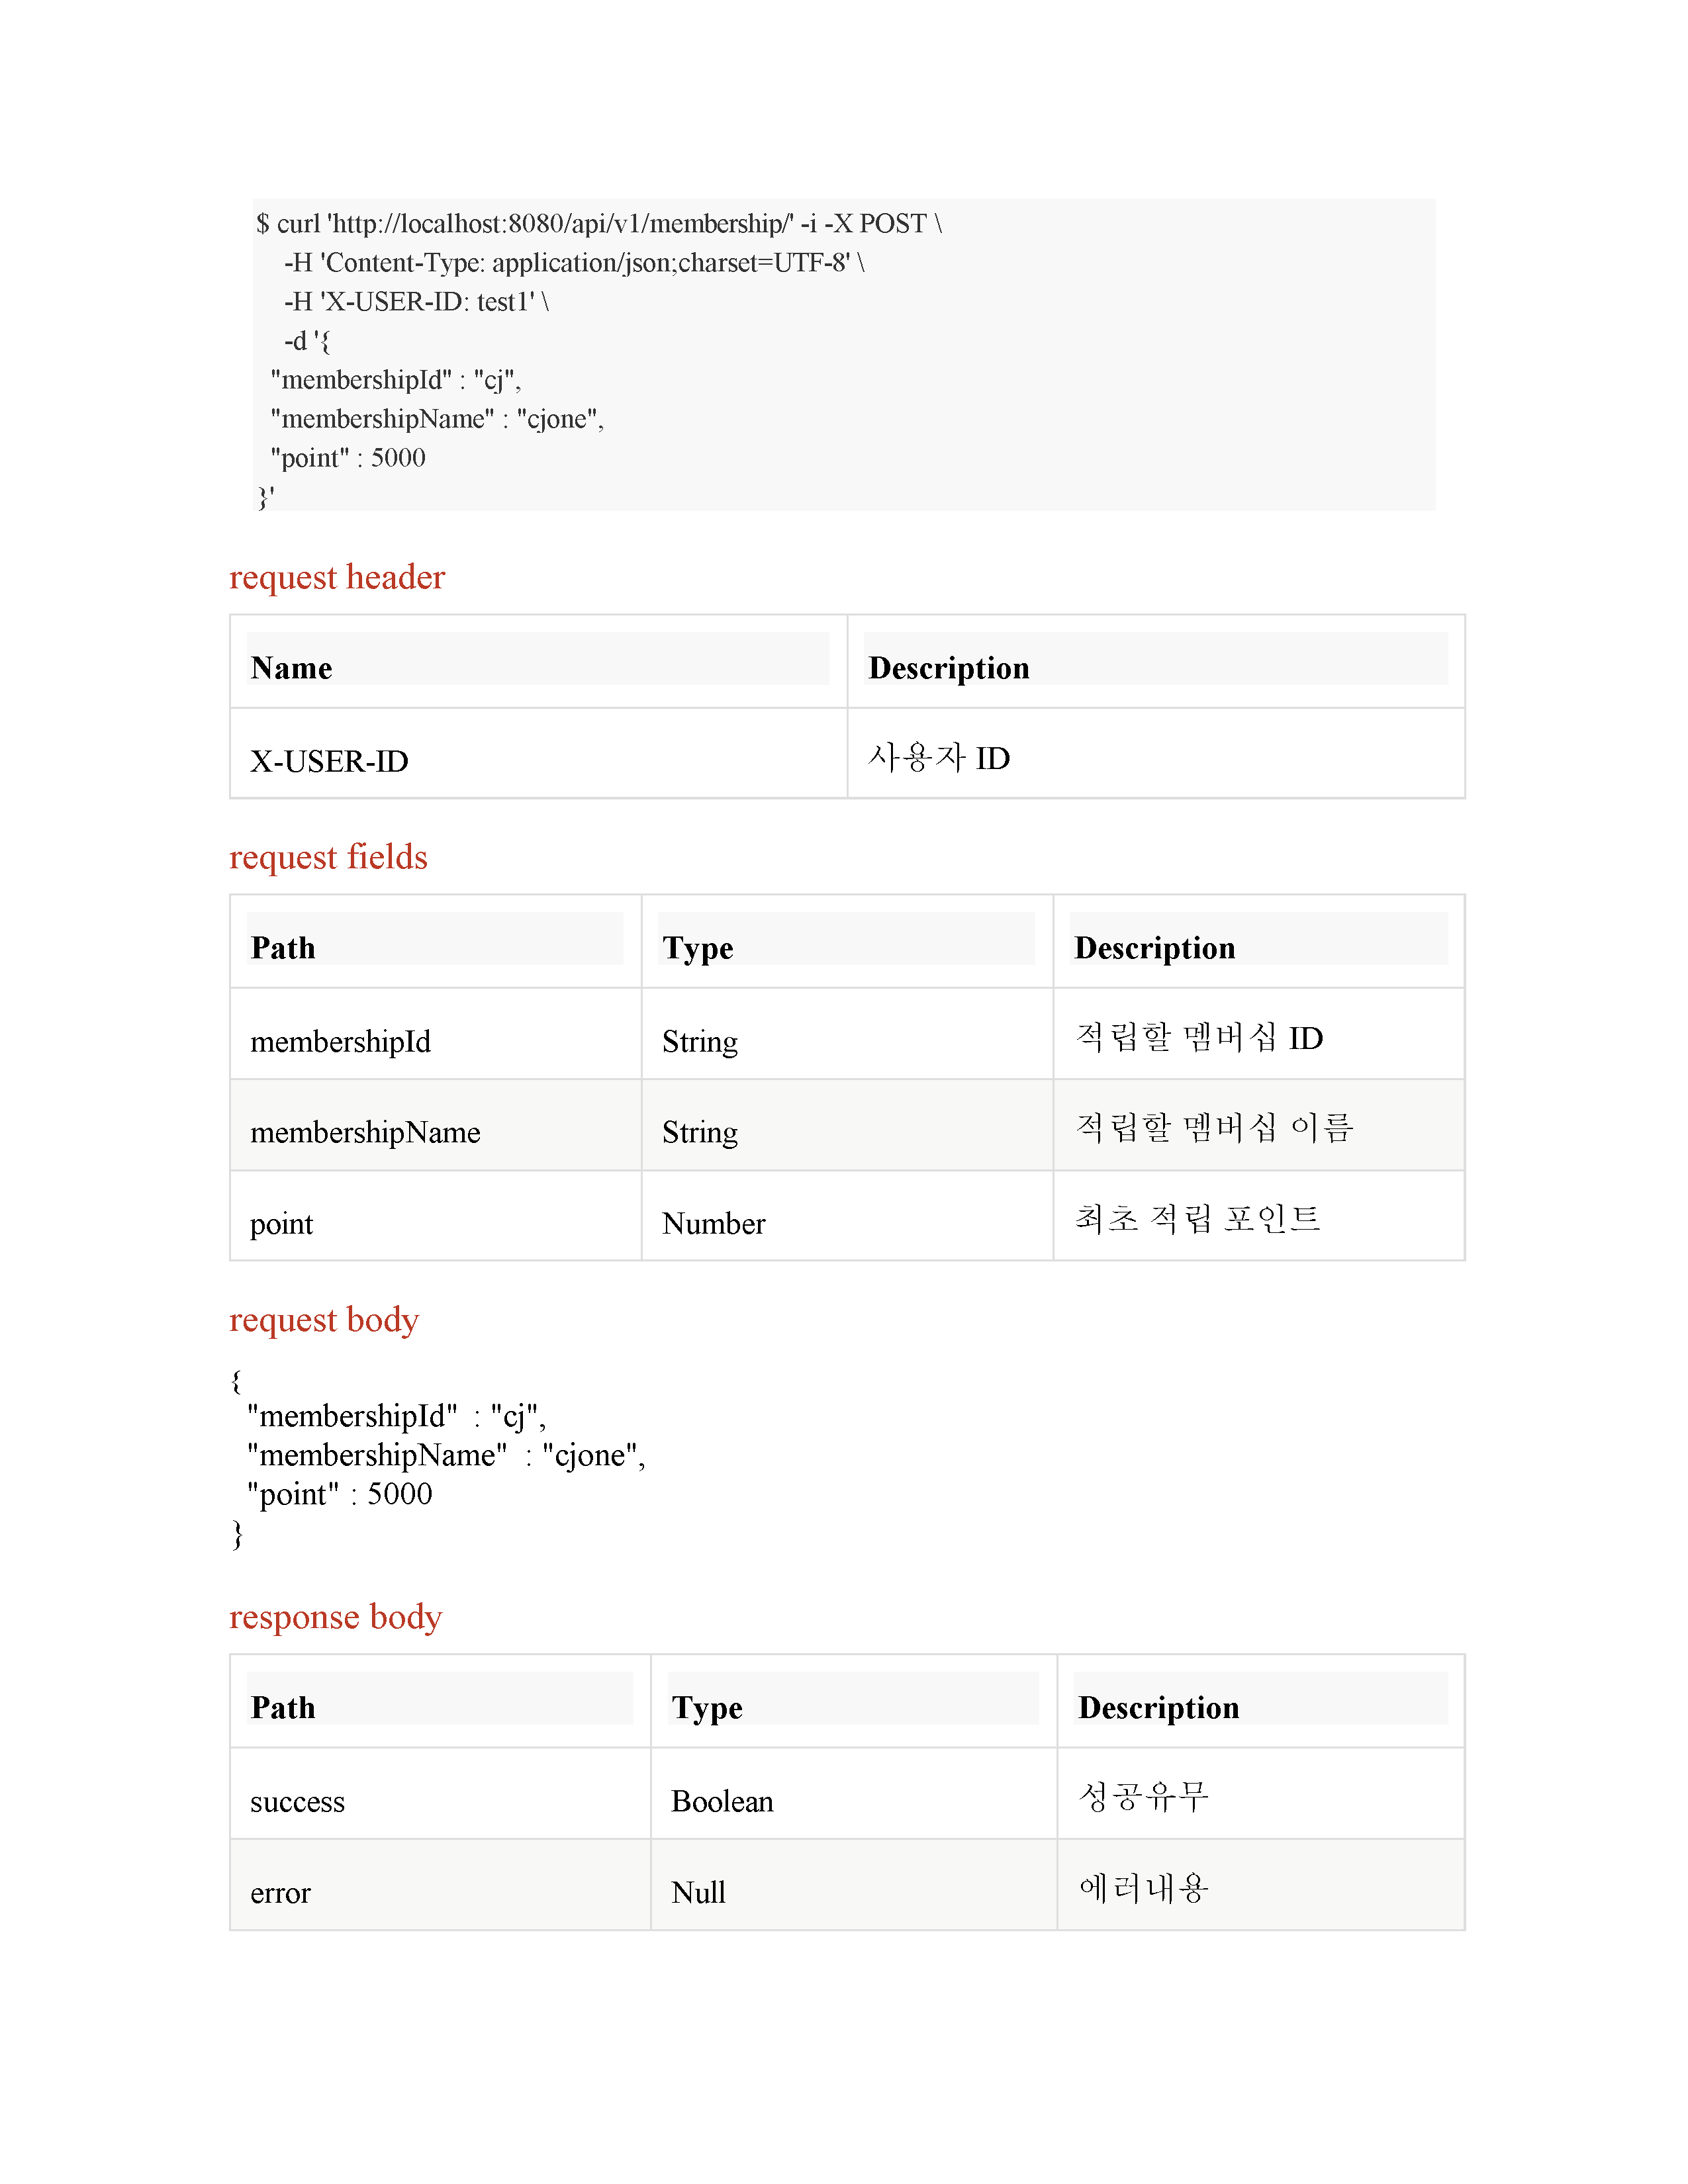 $ curl 'http://localhost:8080/api/v1/membership/' -i -X POST \
-H 'Content-Type: application/json;charset=UTF-8' \
-H 'X-USER-ID: test1' \
-d '{
"membershipId" : "cj",
"membershipName" : "cjone",
"point" : 5000
}'
request header
Name Description
X-USER-ID 사용자 ID
request fields
Path Type Description
membershipId String 적립할 멤버십 ID
membershipName String 적립할 멤버십 이름
point Number 최초 적립 포인트
request body
{
"membershipId" : "cj",
"membershipName" : "cjone",
"point" : 5000
}
response body
Path Type Description
success Boolean 성공유무
error Null 에러내용